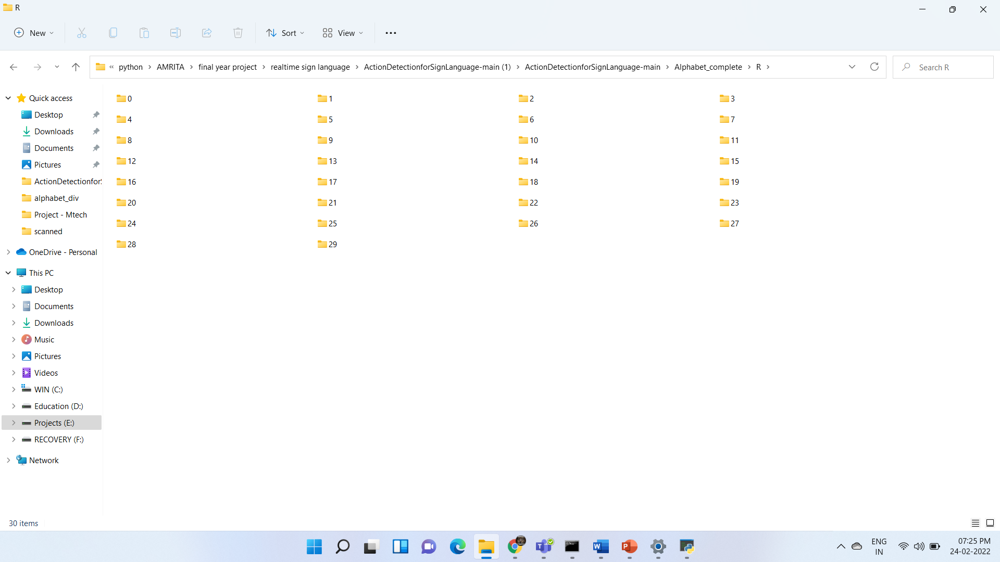 R
New Sort View
« python > AMRITA > final year project > realtime sign language > ActionDetectionforSignLanguage-main (1) > ActionDetectionforSignLanguage-main > Alphabet_complete > R >
Search R
Quick access
Desktop
Downloads
Documents
Pictures
ActionDetectionfor
alphabet_div
Project - Mtech
scanned
OneDrive - Personal
This PC
Desktop
Documents
Downloads
Music
Pictures
Videos
WIN (C:)
Education (D:)
Projects (E:)
RECOVERY (F:)
Network
0 1 2 3
4 5 6 7
8 9 10 11
12 13 14 15
16 17 18 19
20 21 22 23
24 25 26 27
28 29
30 items
ENG
IN
07:25 PM
24-02-2022